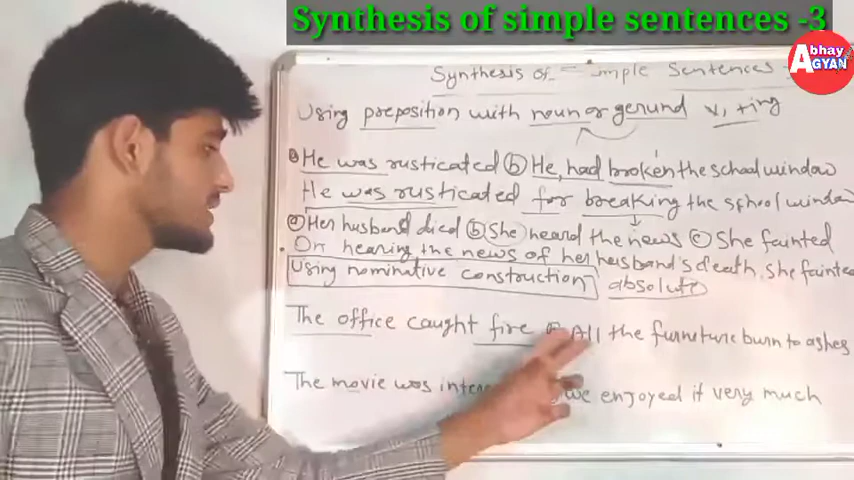 Synthesis of simple sentences -3
Abhay
GYAN
Synthesis of Simple Sentences
Using preposition with noun or gerund V, +ing
ⓐ He was rusticated ⓑ He had broken the school window
He was rusticated for breaking the school window
ⓐ Her husband died ⓑ She heard the news ⓒ She fainted
On hearing the news of her husband's death, she fainted
Using nominative construction absolute
The office caught fire All the furniture burn to ashes
The movie was we enjoyed it very much